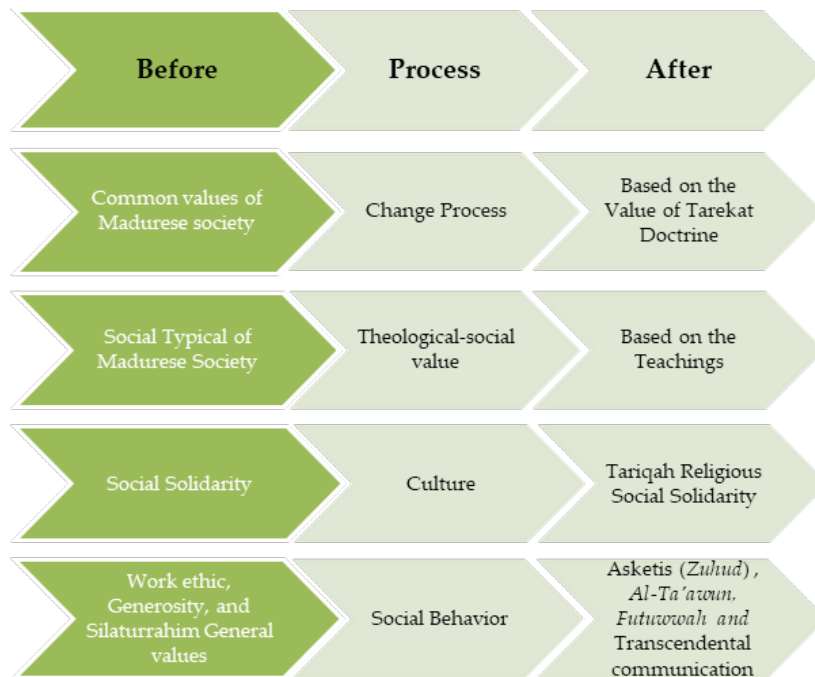 Before
Process
After
Common values of
Madurese society
Change Process
Based on the
Value of Tarekat
Doctrine
Social Typical of
Madurese Society
Theological-social
value
Based on the
Teachings
Social Solidarity
Culture
Tariqah Religious
Social Solidarity
Work ethic,
Generosity, and
Silaturrahim General
values
Social Behavior
Asketis (Zuhud) ,
Al-Ta'awun,
Futuwwah and
Transcendental
communication